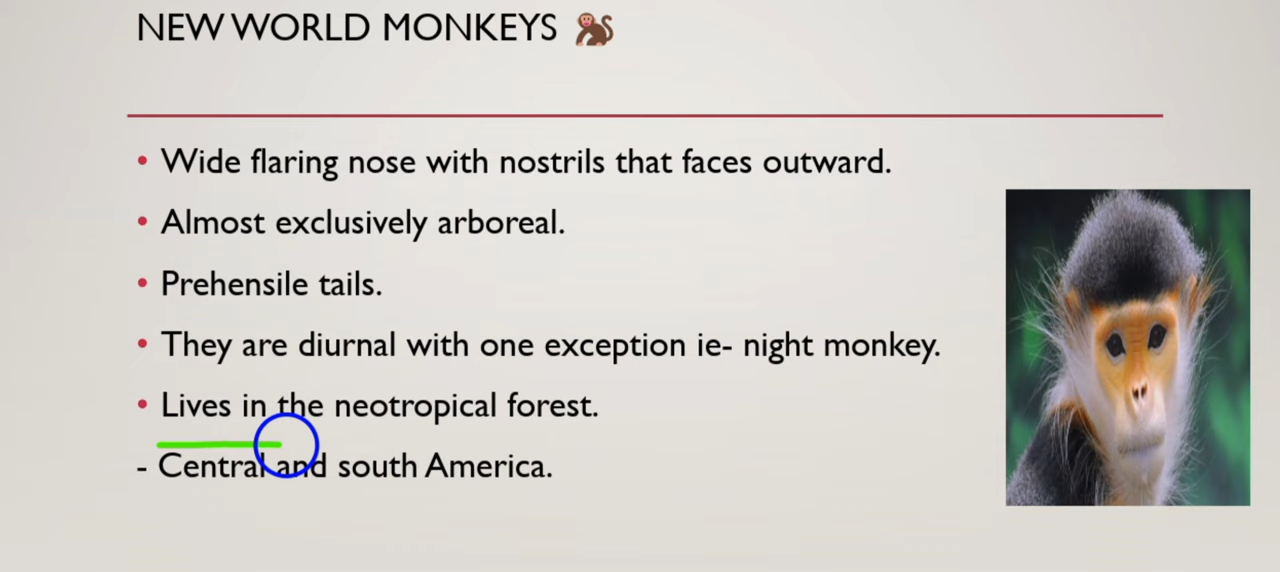 NEW WORLD MONKEYS 🐒
• Wide flaring nose with nostrils that faces outward.
• Almost exclusively arboreal.
• Prehensile tails.
• They are diurnal with one exception ie- night monkey.
• Lives in the neotropical forest.
- Central and south America.